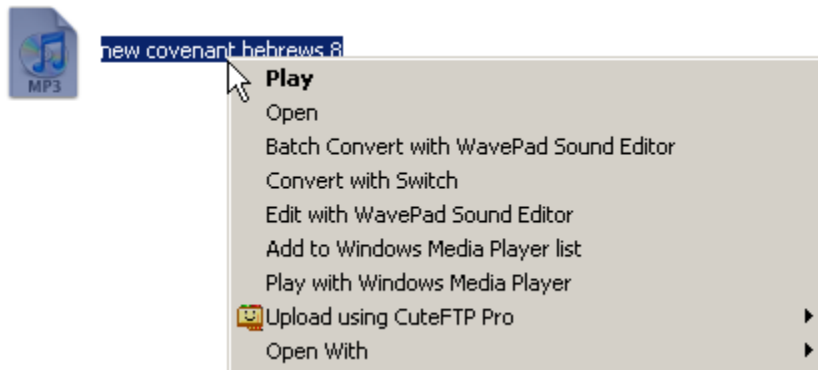 new covenant hebrews 8
MP3
Play
Open
Batch Convert with WavePad Sound Editor
Convert with Switch
Edit with WavePad Sound Editor
Add to Windows Media Player list
Play with Windows Media Player
Upload using CuteFTP Pro
Open With